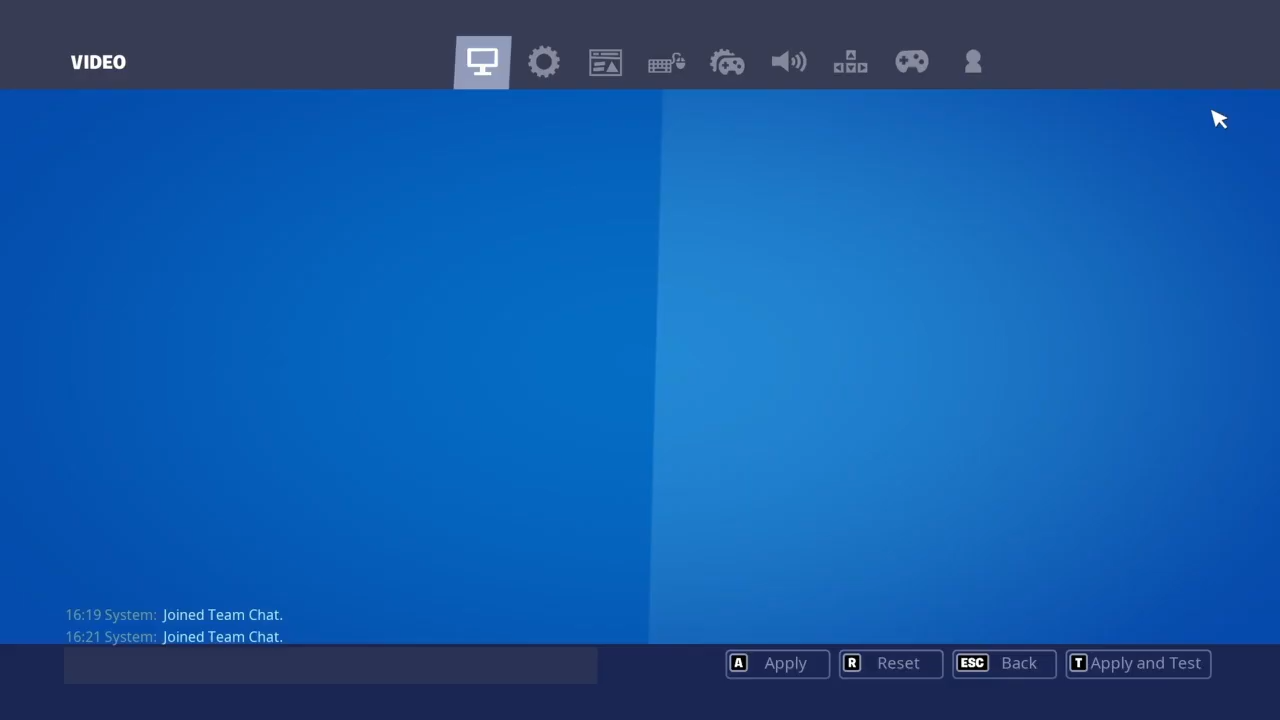 VIDEO
16:19 System: Joined Team Chat.
16:21 System: Joined Team Chat.
A Apply R Reset ESC Back T Apply and Test